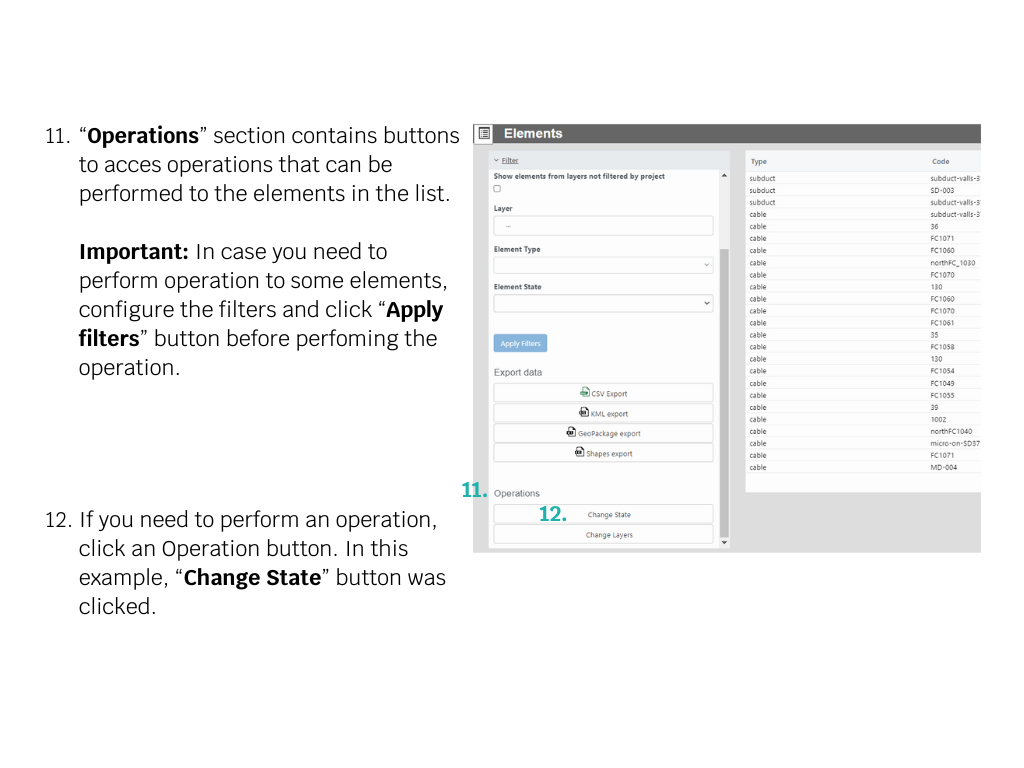 11. “Operations” section contains buttons
to acces operations that can be
performed to the elements in the list.
Important: In case you need to
perform operation to some elements,
configure the filters and click “Apply
filters” button before perfoming the
operation.
12. If you need to perform an operation,
click an Operation button. In this
example, “Change State” button was
clicked.
Elements
Filter
Show elements from layers not filtered by project
Layer
--
Element Type
Element State
Apply Filters
Export data
CSV Export
KML export
GeoPackage export
Shapes export
11. Operations
12. Change State
Change Layers
Type Code
subduct subduct-valls-3
subduct SD-003
subduct subduct-valls-3
cable subduct-valls-3
cable 36
cable FC1071
cable FC1060
cable northFC_1030
cable FC1070
cable 130
cable FC1060
cable FC1070
cable FC1061
cable 35
cable FC1058
cable 130
cable FC1054
cable FC1049
cable FC1055
cable 39
cable 1002
cable northFC1040
cable micro-on-SD37
cable FC1071
cable MD-004